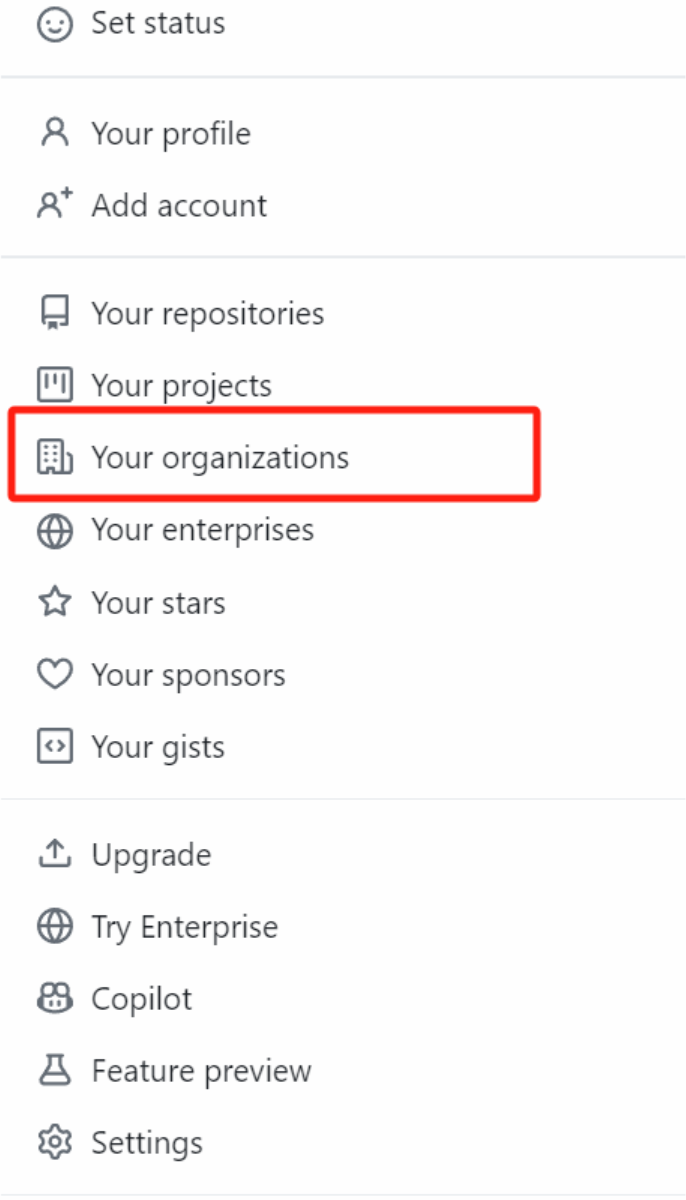 Set status
Your profile
Add account
Your repositories
Your projects
Your organizations
Your enterprises
Your stars
Your sponsors
Your gists
Upgrade
Try Enterprise
Copilot
Feature preview
Settings